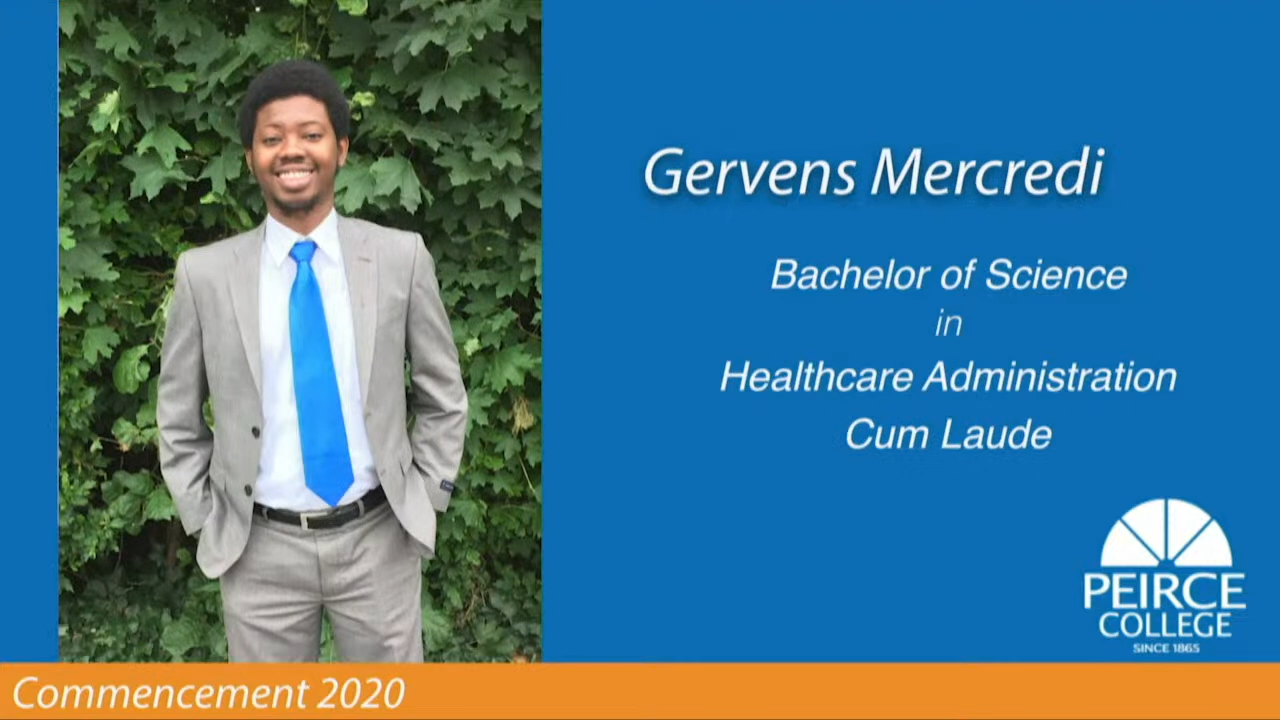 Gervens Mercredi
Bachelor of Science
in
Healthcare Administration
Cum Laude
PEIRCE
COLLEGE
SINCE 1865
Commencement 2020